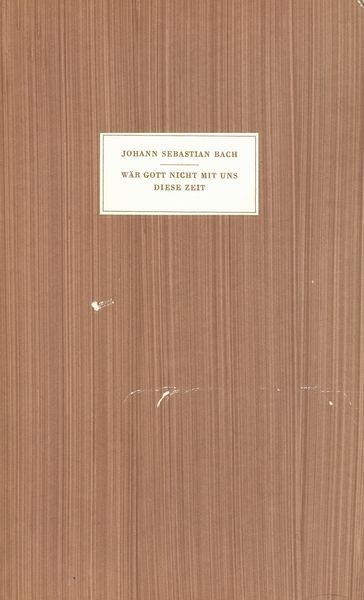 JOHANN SEBASTIAN BACH
WÄR GOTT NICHT MIT UNS
DIESE ZEIT